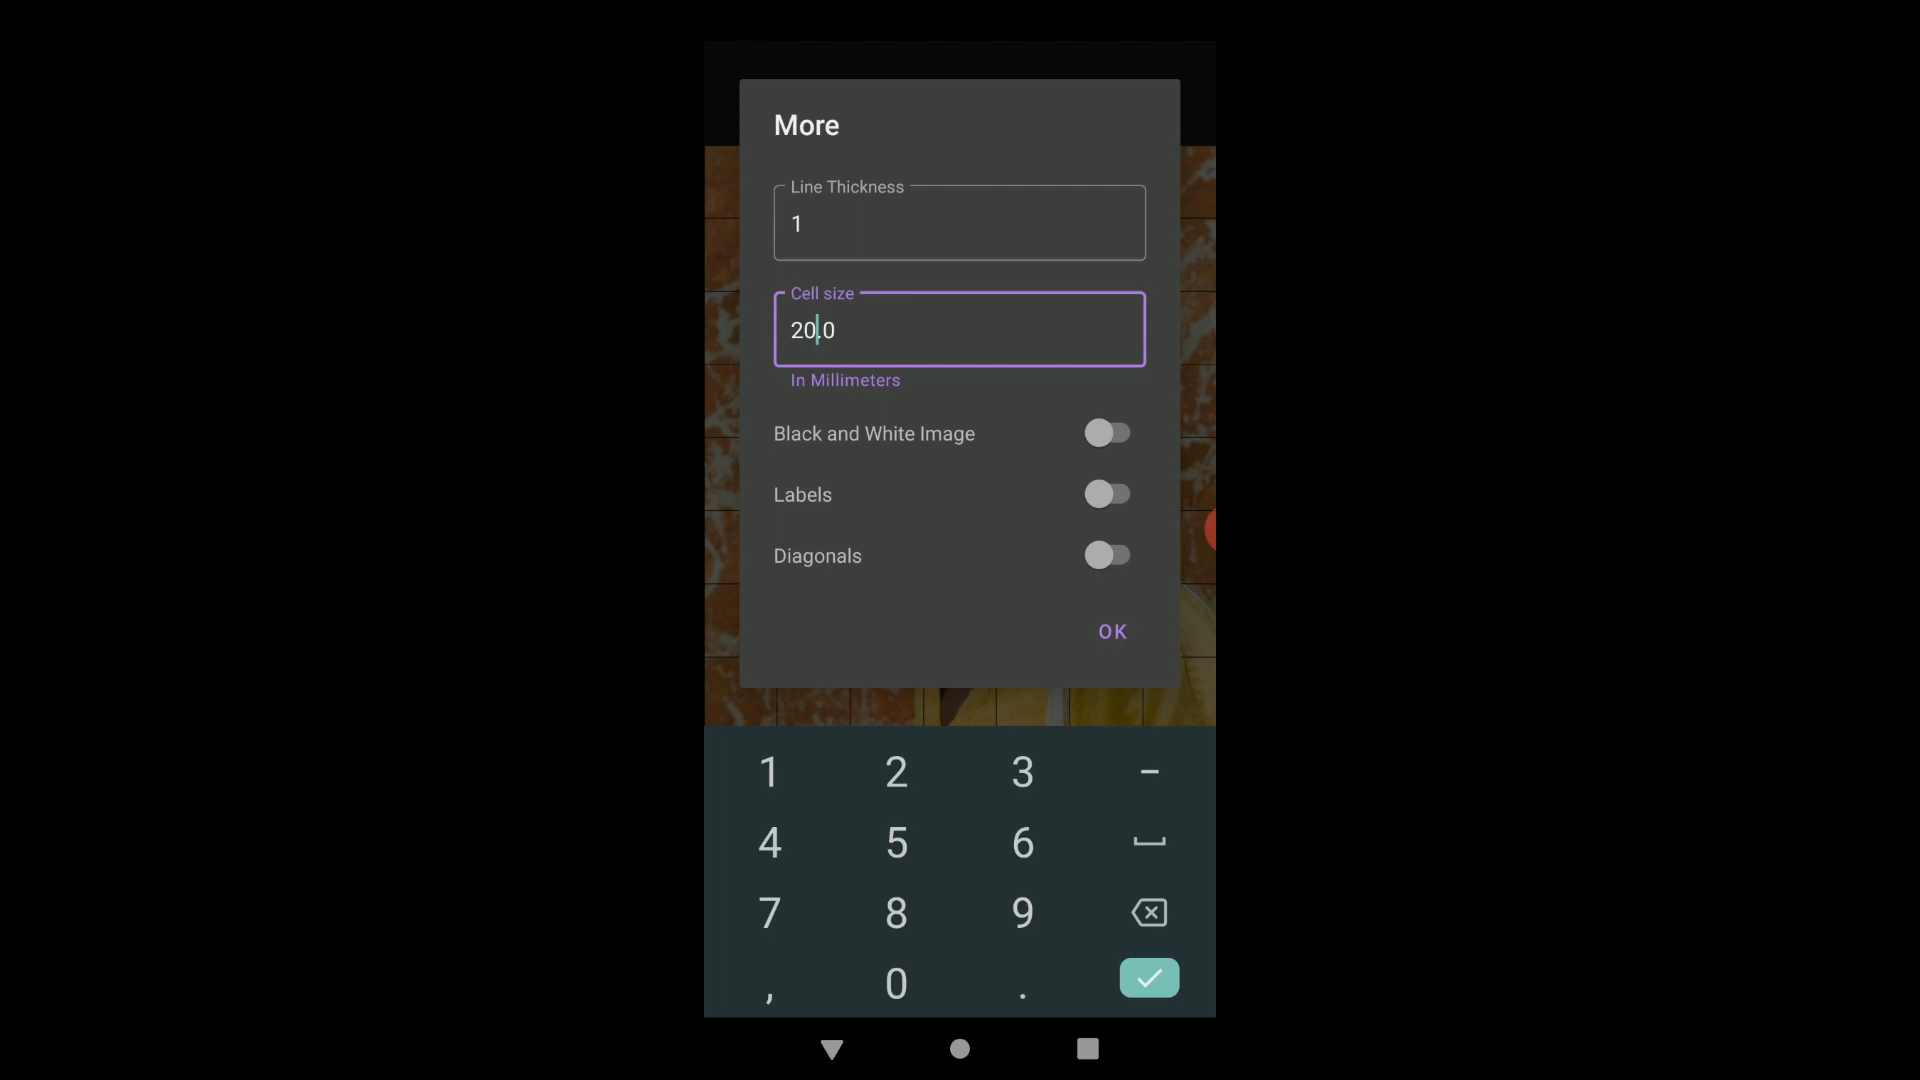 More
Line Thickness
1
Cell size
20.0
In Millimeters
Black and White Image
Labels
Diagonals
OK
1 2 3 -
4 5 6
7 8 9
, 0 .